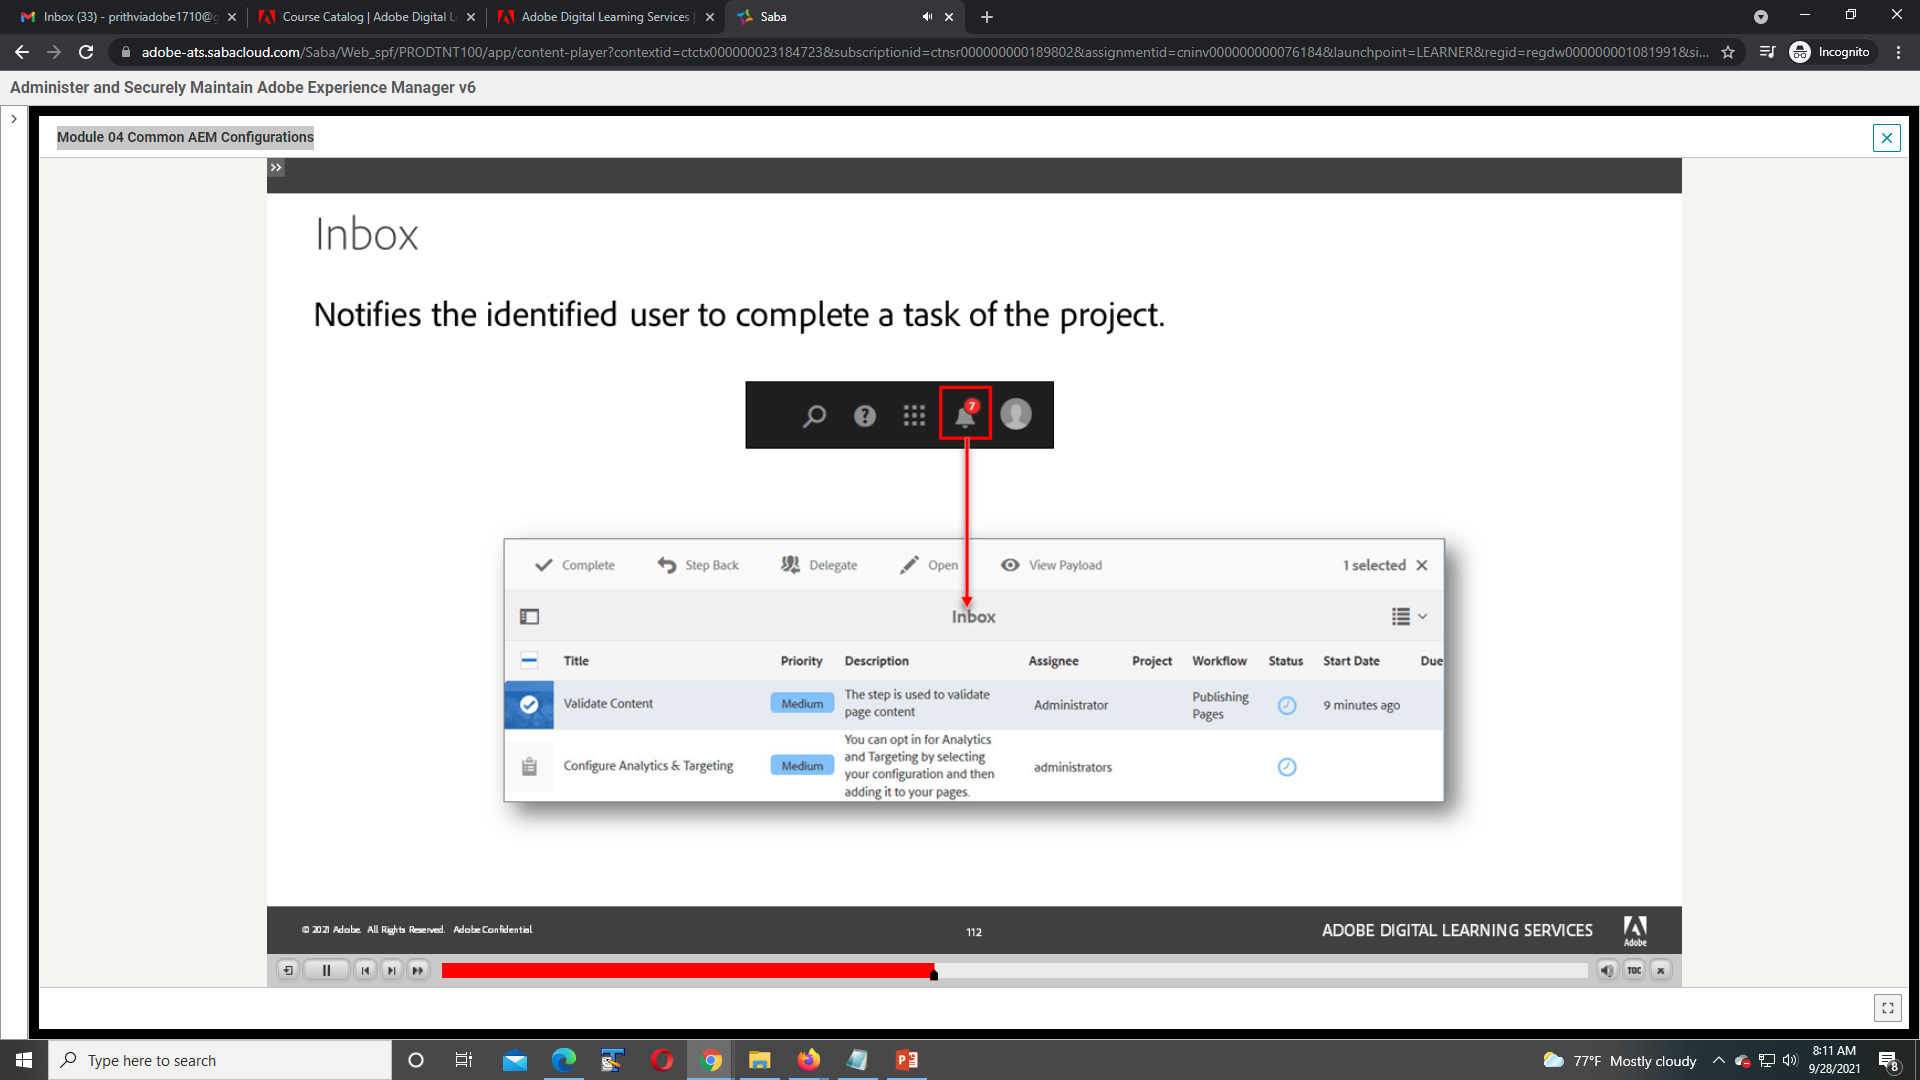 Inbox (33) - prithviadobe1710@g
Course Catalog | Adobe Digital L
Adobe Digital Learning Services |
Saba
adobe-ats.sabacloud.com/Saba/Web_spf/PRODTNT100/app/content-player?contextid=ctctx000000023184723&subscriptionid=ctnsr0000000001898​02&assignmentid=cninv000000000076184&launchpoint=LEARNER&regid=regdw000000001081991&si...
Incognito
Administer and Securely Maintain Adobe Experience Manager v6
Module 04 Common AEM Configurations
Inbox
Notifies the identified user to complete a task of the project.
7
Complete Step Back Delegate Open View Payload 1 selected
Inbox
Title Priority Description Assignee Project Workflow Status Start Date Due
Validate Content Medium The step is used to validate page content Administrator Publishing Pages 9 minutes ago
Configure Analytics & Targeting Medium You can opt in for Analytics and Targeting by selecting your configuration and then adding it to your pages. administrators
© 2021 Adobe. All Rights Reserved. Adobe Confidential.
112
ADOBE DIGITAL LEARNING SERVICES
Adobe
TOC
Type here to search
77°F Mostly cloudy
8:11 AM
9/28/2021
8